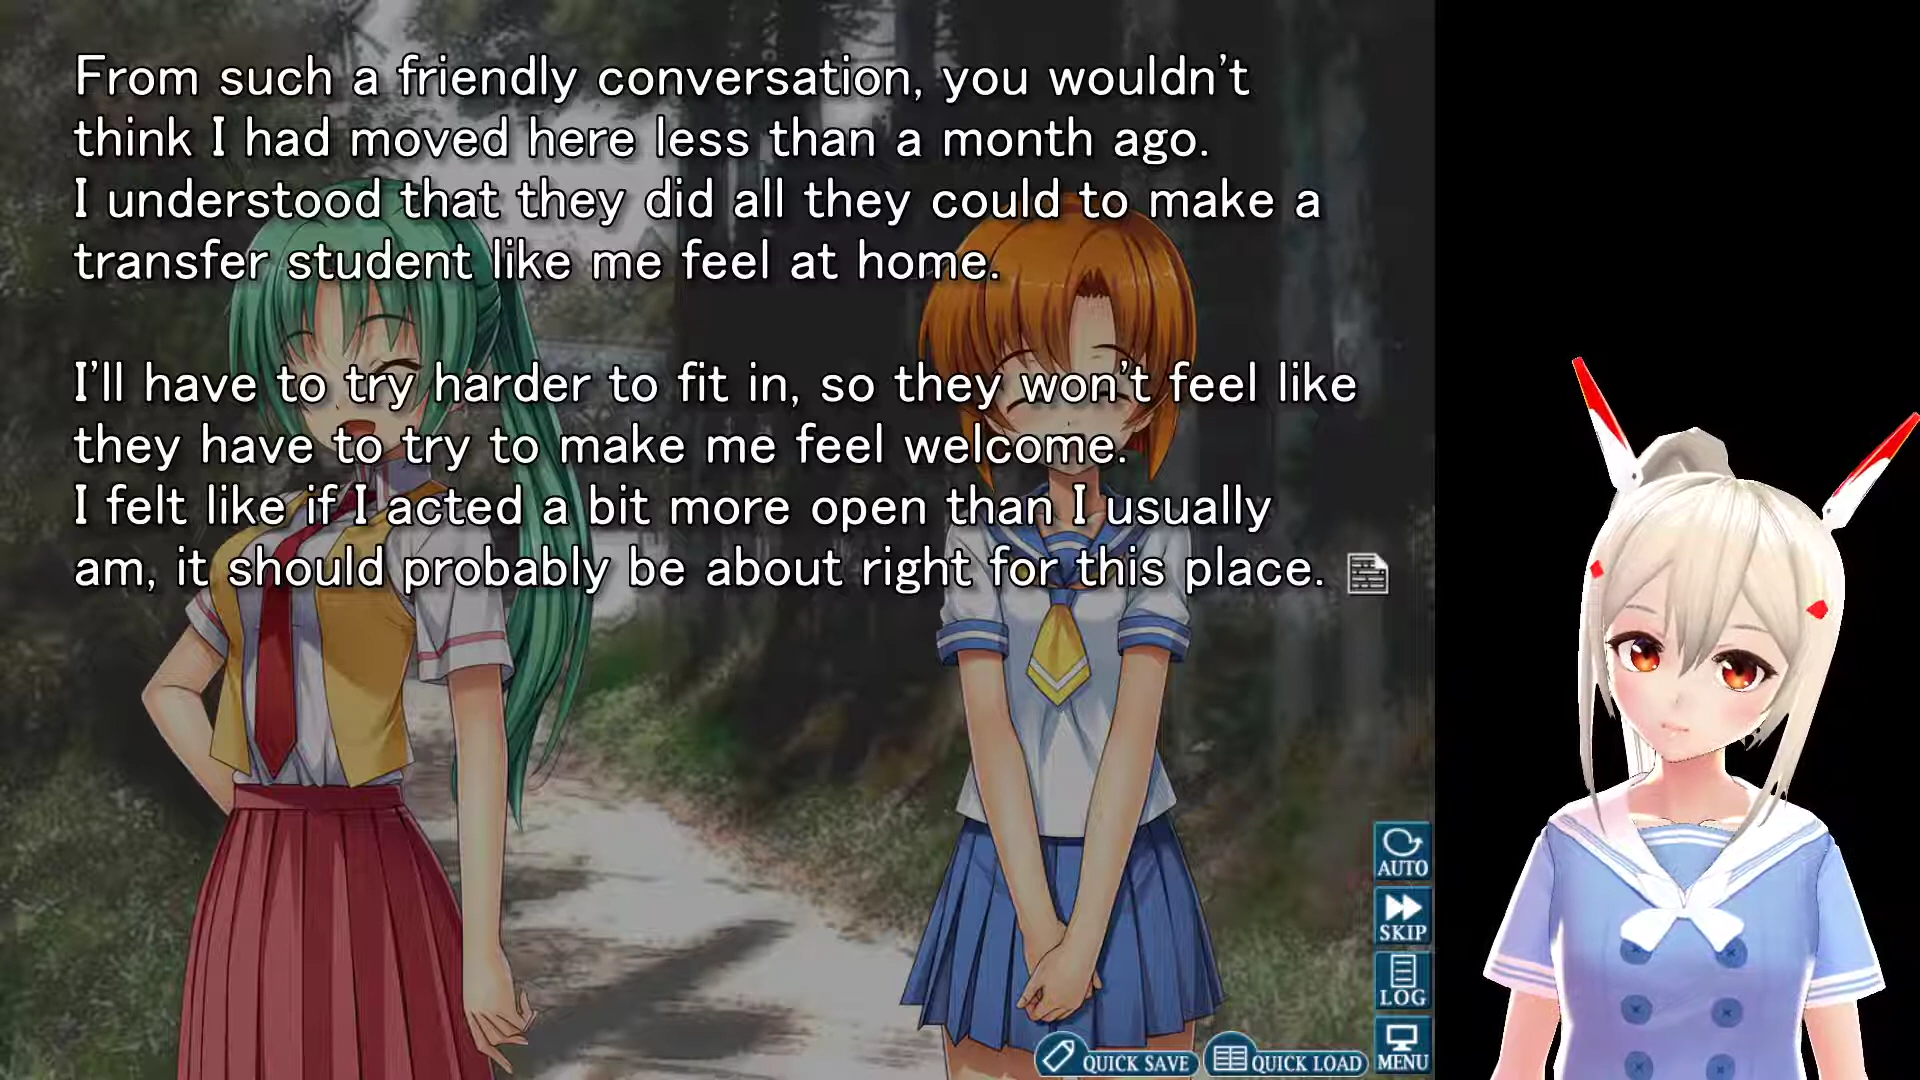 From such a friendly conversation, you wouldn't
think I had moved here less than a month ago.
I understood that they did all they could to make a
transfer student like me feel at home.
I'll have to try harder to fit in, so they won't feel like
they have to try to make me feel welcome.
I felt like if I acted a bit more open than I usually
am, it should probably be about right for this place.
AUTO
SKIP
LOG
MENU
QUICK SAVE
QUICK LOAD